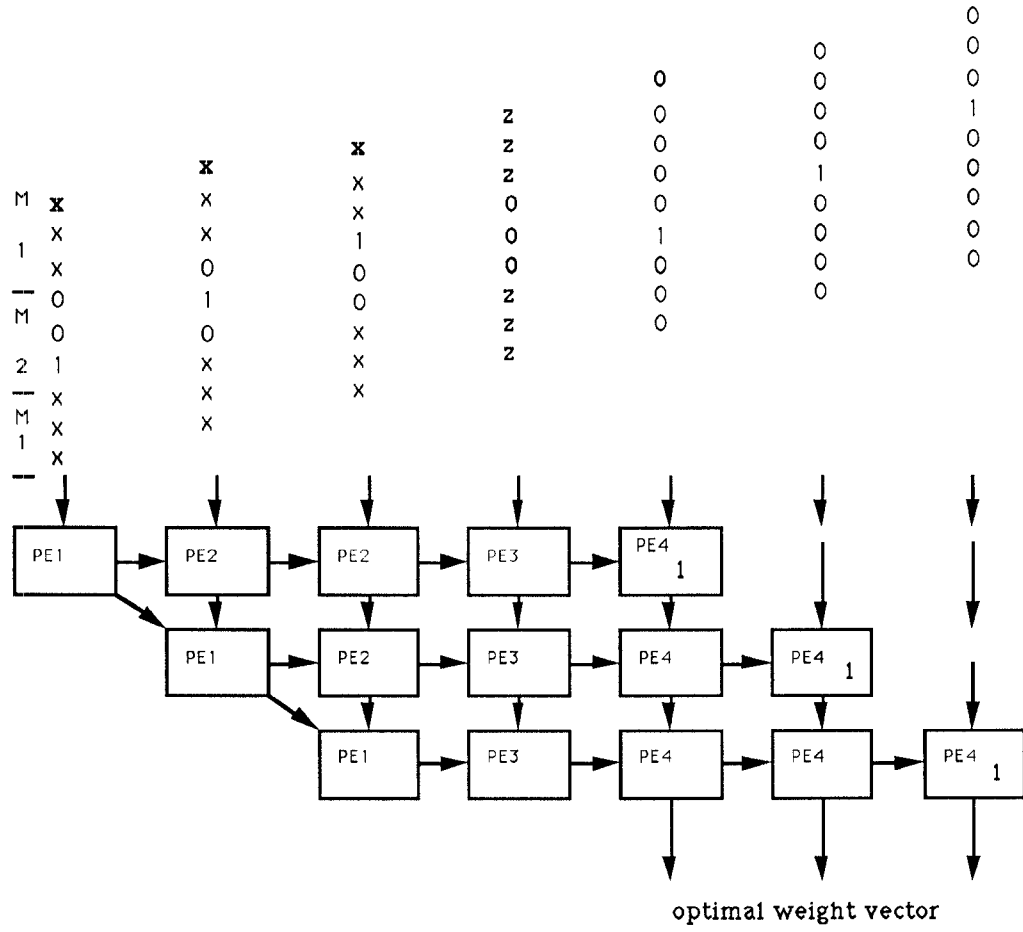 0
0 0
0 0 0
z 0 0 1
x z 0 0 0
x x z 0 1 0
M x x x 0 0 0 0
x x 1 0 1 0 0
1 x 0 0 0 0 0 0
0 1 0 z 0 0
M 0 0 x z 0
2 1 x x z
x x x
M x x
1 x
PE1 PE2 PE2 PE3 PE4 1
PE1 PE2 PE3 PE4 PE4 1
PE1 PE3 PE4 PE4 PE4 1
optimal weight vector